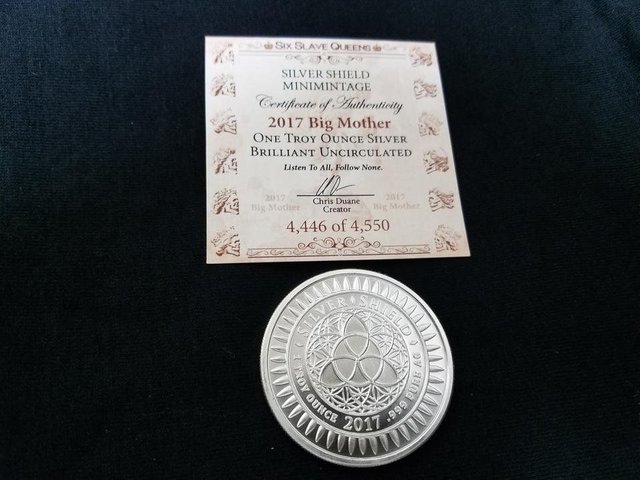 SIX SLAVE QUEENS
SILVER SHIELD
MINIMINTAGE
Certificate of Authenticity
2017 Big Mother
ONE TROY OUNCE SILVER
BRILLIANT UNCIRCULATED
Listen To All, Follow None.
2017
Big Mother
Chris Duane
Creator
2017
Big Mother
4,446 of 4,550
SILVER SHIELD
1 TROY OUNCE 2017 .999 PURE AG